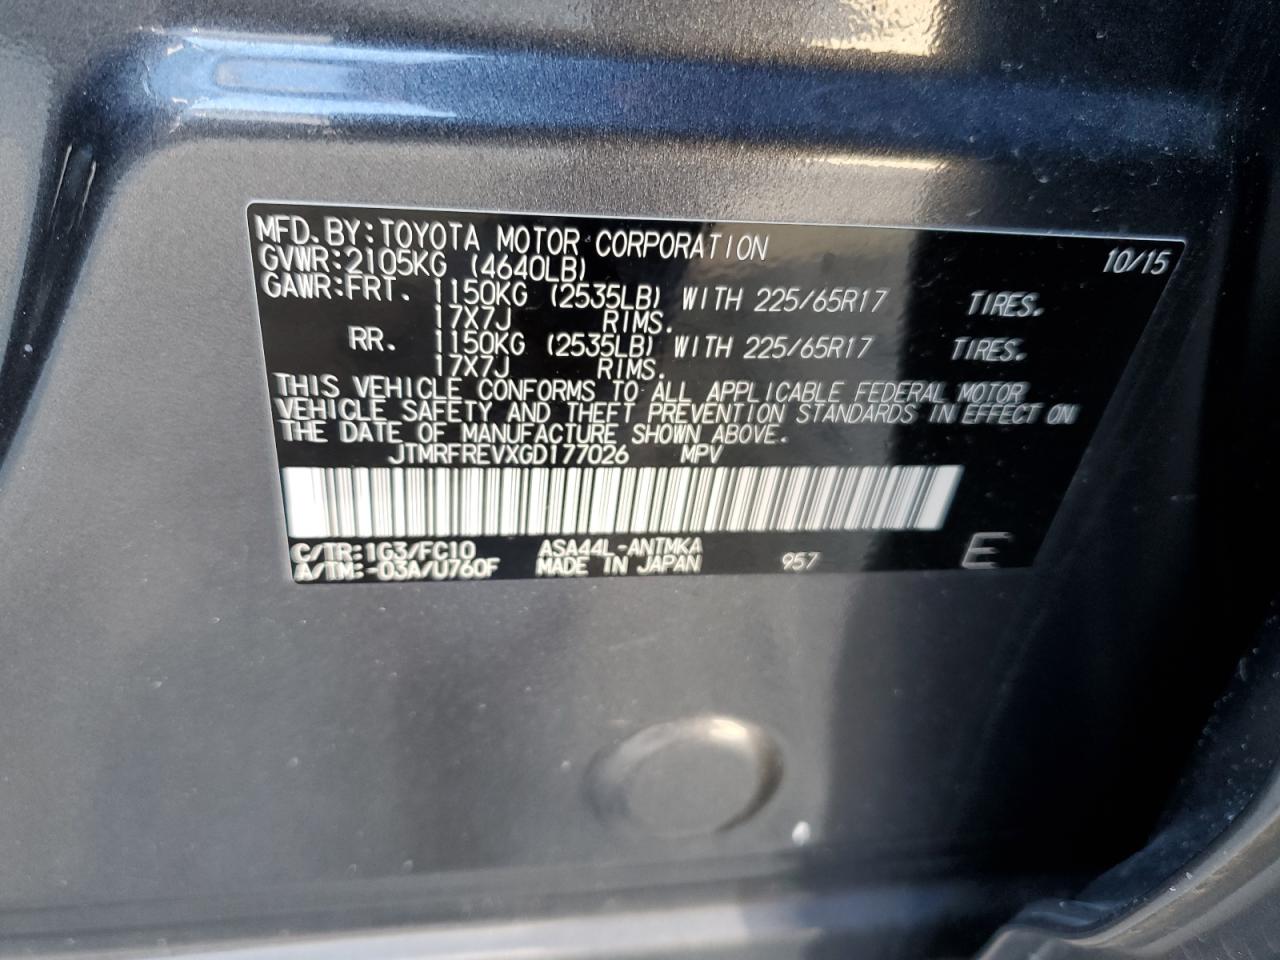 MFD. BY: TOYOTA MOTOR CORPORATION 10/15
GVWR: 2105KG (4640LB)
GAWR: FRT. 1150KG (2535LB) WITH 225/65R17 TIRES.
17X7J RIMS.
RR. 1150KG (2535LB) WITH 225/65R17 TIRES.
17X7J RIMS.
THIS VEHICLE CONFORMS TO ALL APPLICABLE FEDERAL MOTOR
VEHICLE SAFETY AND THEFT PREVENTION STANDARDS IN EFFECT ON
THE DATE OF MANUFACTURE SHOWN ABOVE.
JTMRFREVXGD177026 MPV
C/TR: 1G3/FC10 ASA44L-ANTMKA
A/TM: -03A/U760F MADE IN JAPAN 957 E